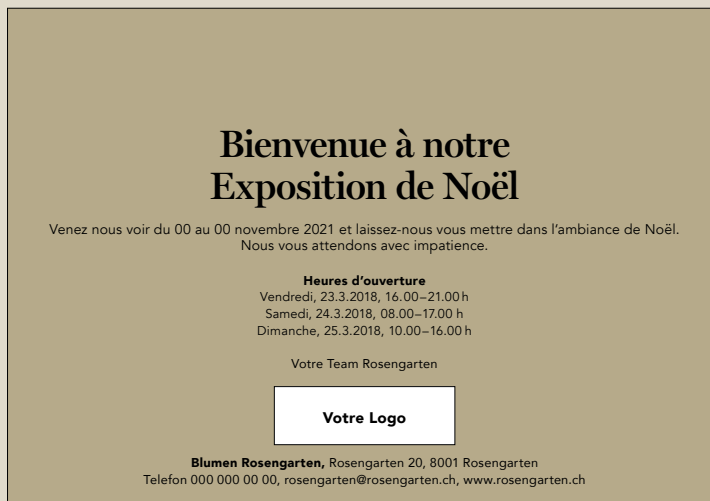 Bienvenue à notre
Exposition de Noël
Venez nous voir du 00 au 00 novembre 2021 et laissez-nous vous mettre dans l’ambiance de Noël.
Nous vous attendons avec impatience.
Heures d’ouverture
Vendredi, 23.3.2018, 16.00–21.00 h
Samedi, 24.3.2018, 08.00–17.00 h
Dimanche, 25.3.2018, 10.00–16.00 h
Votre Team Rosengarten
Votre Logo
Blumen Rosengarten, Rosengarten 20, 8001 Rosengarten
Telefon 000 000 00 00, rosengarten@rosengarten.ch, www.rosengarten.ch